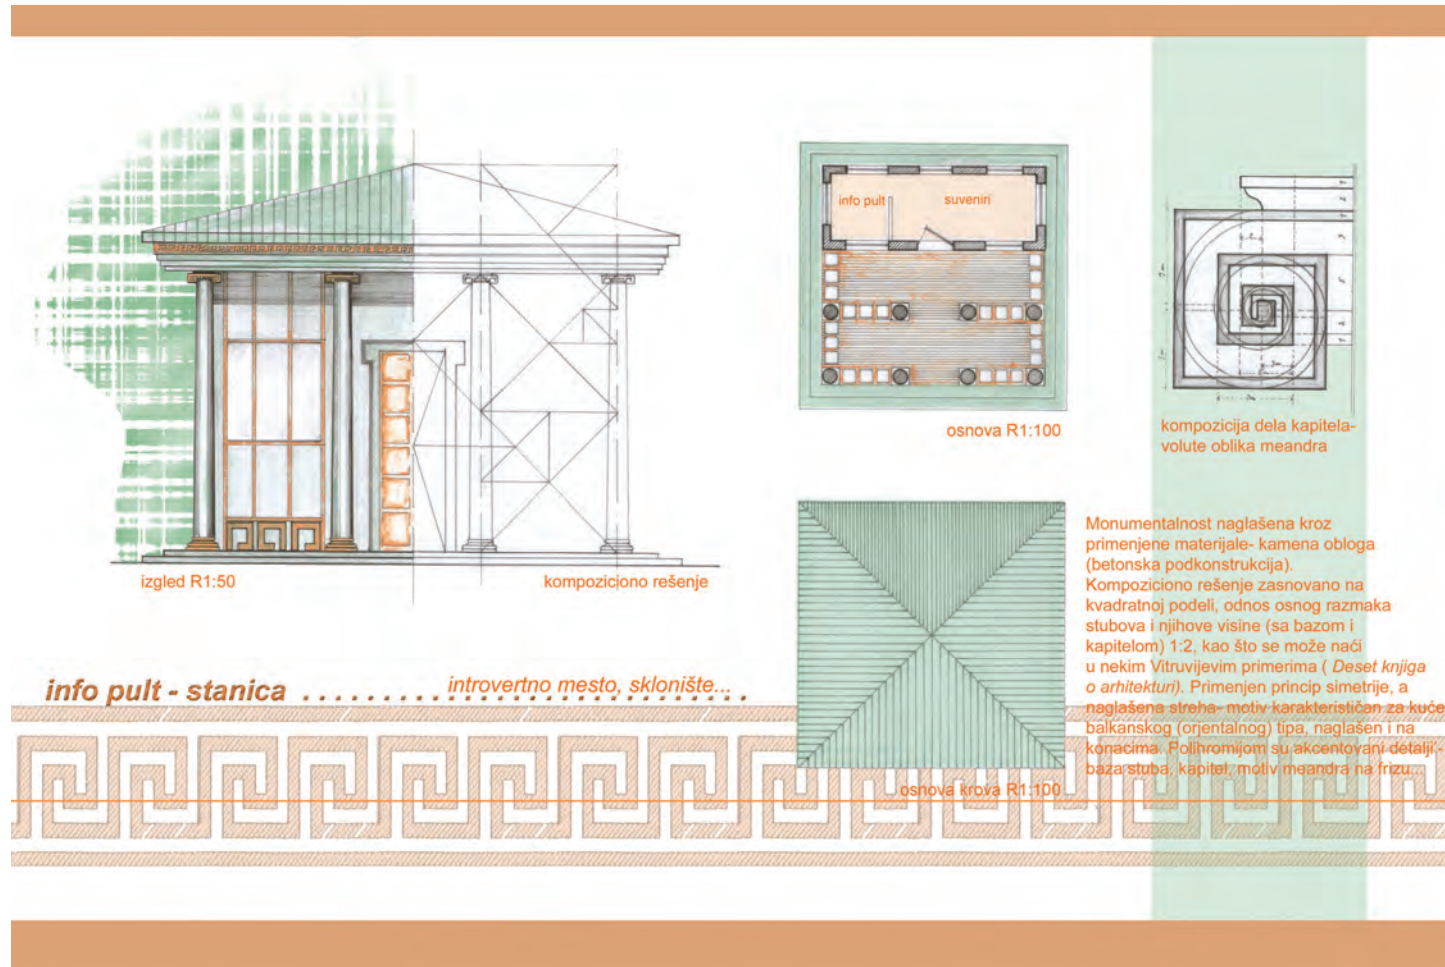 info pult
suveniri
osnova R1:100
kompozicija dela kapitela-
volute oblika meandra
izgled R1:50
kompoziciono rešenje
Monumentalnost naglašena kroz
primenjene materijale- kamena obloga
(betonska podkonstrukcija).
Kompoziciono rešenje zasnovano na
kvadratnoj podeli, odnos osnog razmaka
stubova i njihove visine (sa bazom i
kapitelom) 1:2, kao što se može naći
u nekim Vitruvijevim primerima ( Deset knjiga
o arhitekturi). Primenjen princip simetrije, a
naglašena streha- motiv karakterističan za kuće
balkanskog (orjentalnog) tipa, naglašen i na
konacima. Polihromijom su akcentovani detalji:-
baza stuba, kapitel, motiv meandra na frizu...
info pult - stanica . . . . . . . . . . . . . . . . . . . . . . . . . . . .
introvertno mesto, sklonište...
osnova krova R1:100